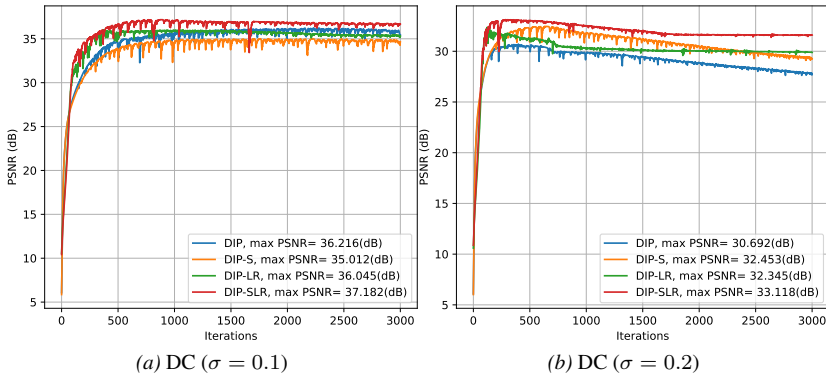 35
30
25
20
15
10
5
PSNR (dB)
0
500
1000
1500
2000
2500
3000
Iterations
DIP, max PSNR= 36.216(dB)
DIP-S, max PSNR= 35.012(dB)
DIP-LR, max PSNR= 36.045(dB)
DIP-SLR, max PSNR= 37.182(dB)
(a) DC (σ = 0.1)
30
25
20
15
10
5
PSNR (dB)
0
500
1000
1500
2000
2500
3000
Iterations
DIP, max PSNR= 30.692(dB)
DIP-S, max PSNR= 32.453(dB)
DIP-LR, max PSNR= 32.345(dB)
DIP-SLR, max PSNR= 33.118(dB)
(b) DC (σ = 0.2)